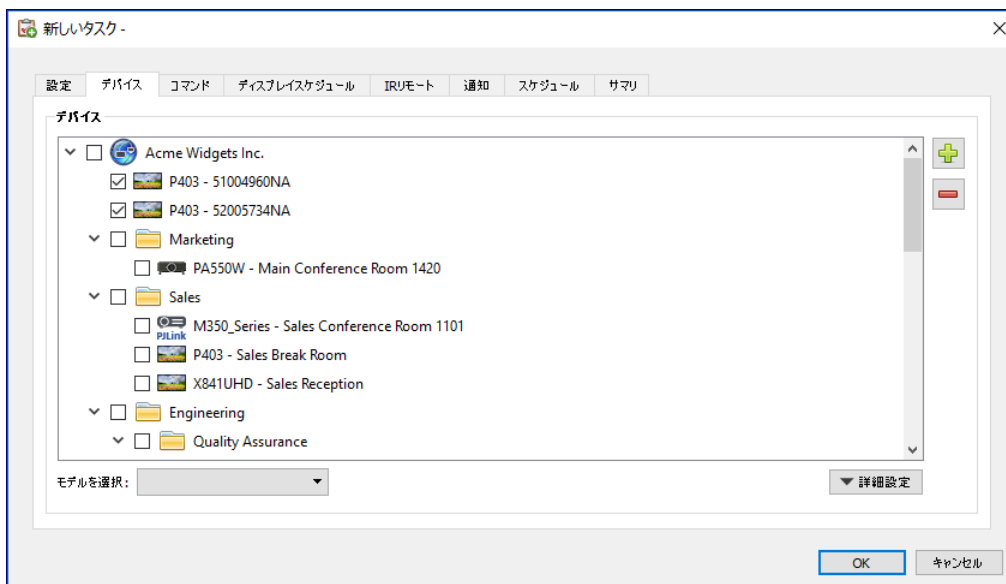 新しいタスク -
設定 デバイス コマンド ディスプレイスケジュール IRリモート 通知 スケジュール サマリ
デバイス
Acme Widgets Inc.
P403 - 51004960NA
P403 - 52005734NA
Marketing
PA550W - Main Conference Room 1420
Sales
PJLink M350_Series - Sales Conference Room 1101
P403 - Sales Break Room
X841UHD - Sales Reception
Engineering
Quality Assurance
モデルを選択: 詳細設定
OK キャンセル